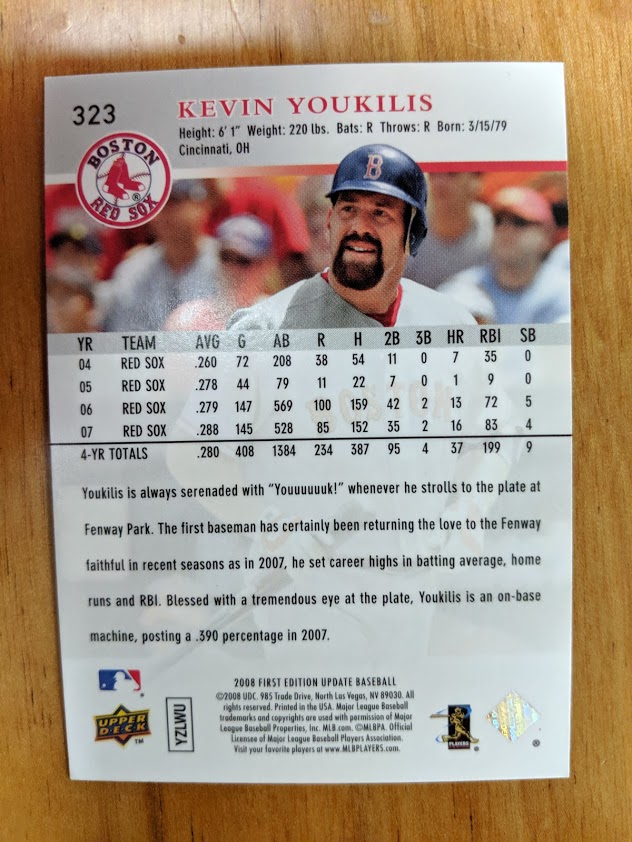 323
KEVIN YOUKILIS
Height: 6' 1" Weight: 220 lbs. Bats: R Throws: R Born: 3/15/79
Cincinnati, OH
BOSTON
RED SOX
®
B
YR TEAM AVG G AB R H 2B 3B HR RBI SB
04 RED SOX .260 72 208 38 54 11 0 7 35 0
05 RED SOX .278 44 79 11 22 7 0 1 9 0
06 RED SOX .279 147 569 100 159 42 2 13 72 5
07 RED SOX .288 145 528 85 152 35 2 16 83 4
4-YR TOTALS .280 408 1384 234 387 95 4 37 199 9
BOSTON
Youkilis is always serenaded with "Youuuuuuk!" whenever he strolls to the plate at
Fenway Park. The first baseman has certainly been returning the love to the Fenway
faithful in recent seasons as in 2007, he set career highs in batting average, home
runs and RBI. Blessed with a tremendous eye at the plate, Youkilis is an on-base
machine, posting a .390 percentage in 2007.
2008 FIRST EDITION UPDATE BASEBALL
©2008 UDC. 985 Trade Drive, North Las Vegas, NV 89030. All
rights reserved. Printed in the USA. Major League Baseball
trademarks and copyrights are used with permission of Major
League Baseball Properties, Inc. MLB.com. ©MLBPA. Official
Licensee of Major League Baseball Players Association.
Visit your favorite players at www.MLBPLAYERS.com.
UPPER
DECK
TM
YZLWU
PLAYERS
®
®